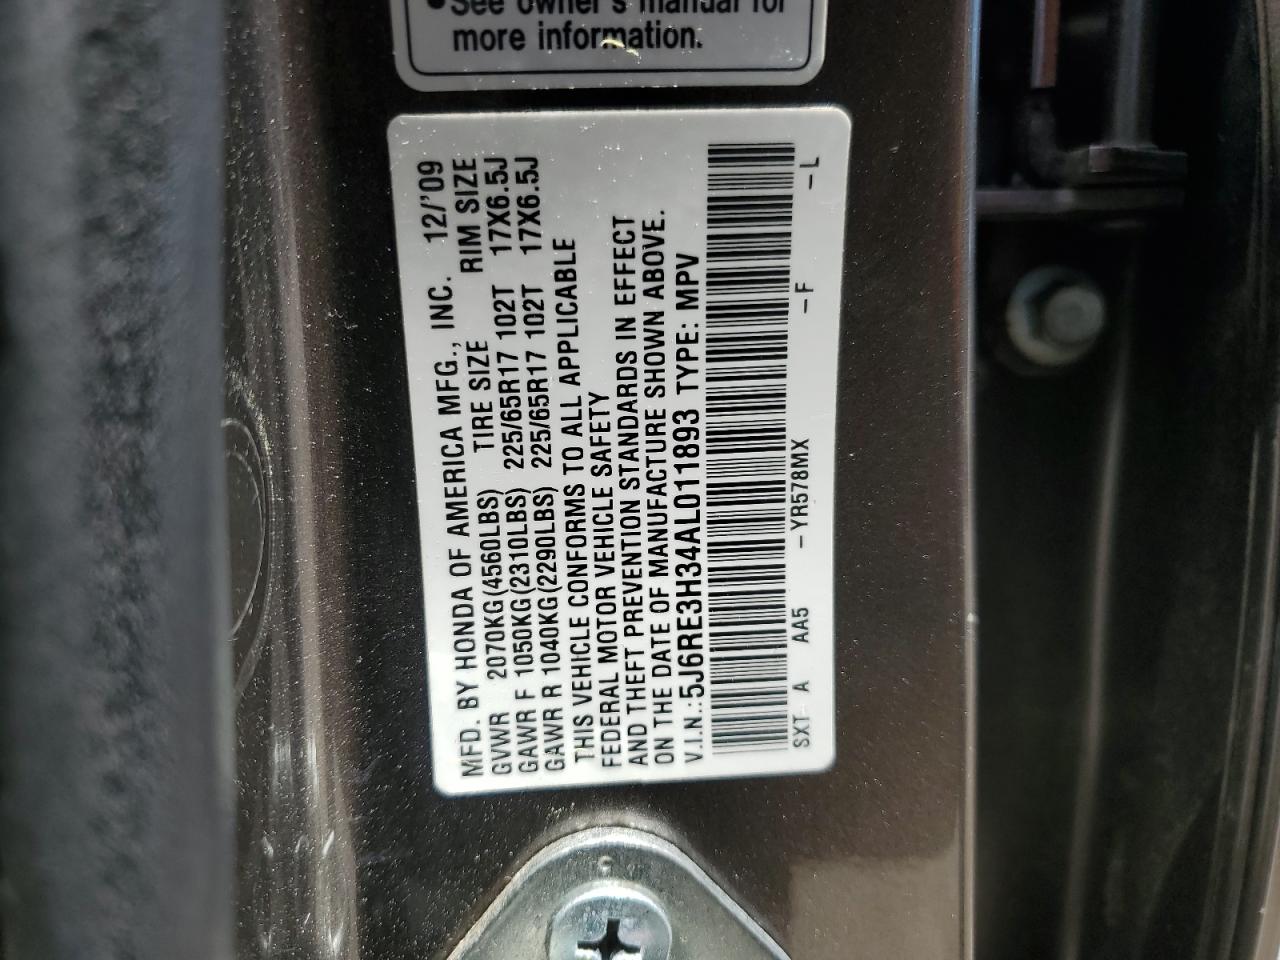 •See owner's manual for
more information.
MFD. BY HONDA OF AMERICA MFG., INC. 12/'09
GVWR 2070KG(4560LBS) TIRE SIZE RIM SIZE
GAWR F 1050KG(2310LBS) 225/65R17 102T 17X6.5J
GAWR R 1040KG(2290LBS) 225/65R17 102T 17X6.5J
THIS VEHICLE CONFORMS TO ALL APPLICABLE
FEDERAL MOTOR VEHICLE SAFETY
AND THEFT PREVENTION STANDARDS IN EFFECT
ON THE DATE OF MANUFACTURE SHOWN ABOVE.
V.I.N.:5J6RE3H34AL011893 TYPE: MPV
SXT- A AA5 - YR578MX -F -L